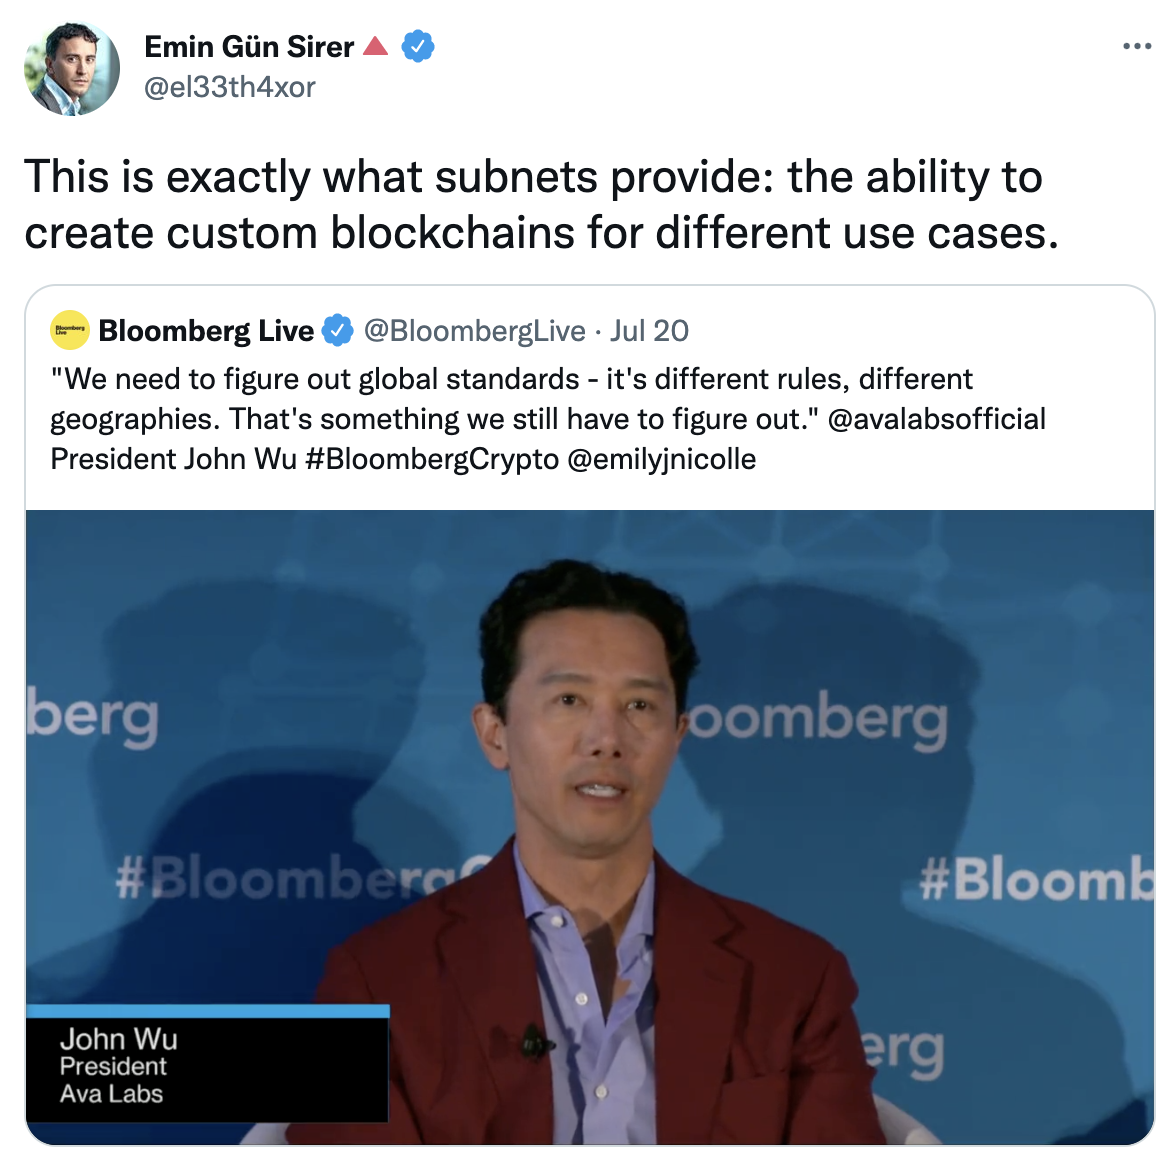 Emin Gün Sirer
@el33th4xor
This is exactly what subnets provide: the ability to
create custom blockchains for different use cases.
Bloomberg Live
Bloomberg Live @BloombergLive · Jul 20
"We need to figure out global standards - it's different rules, different
geographies. That's something we still have to figure out." @avalabsofficial
President John Wu #BloombergCrypto @emilyjnicolle
berg
oomberg
#BloombergC
#Bloomb
erg
John Wu
President
Ava Labs